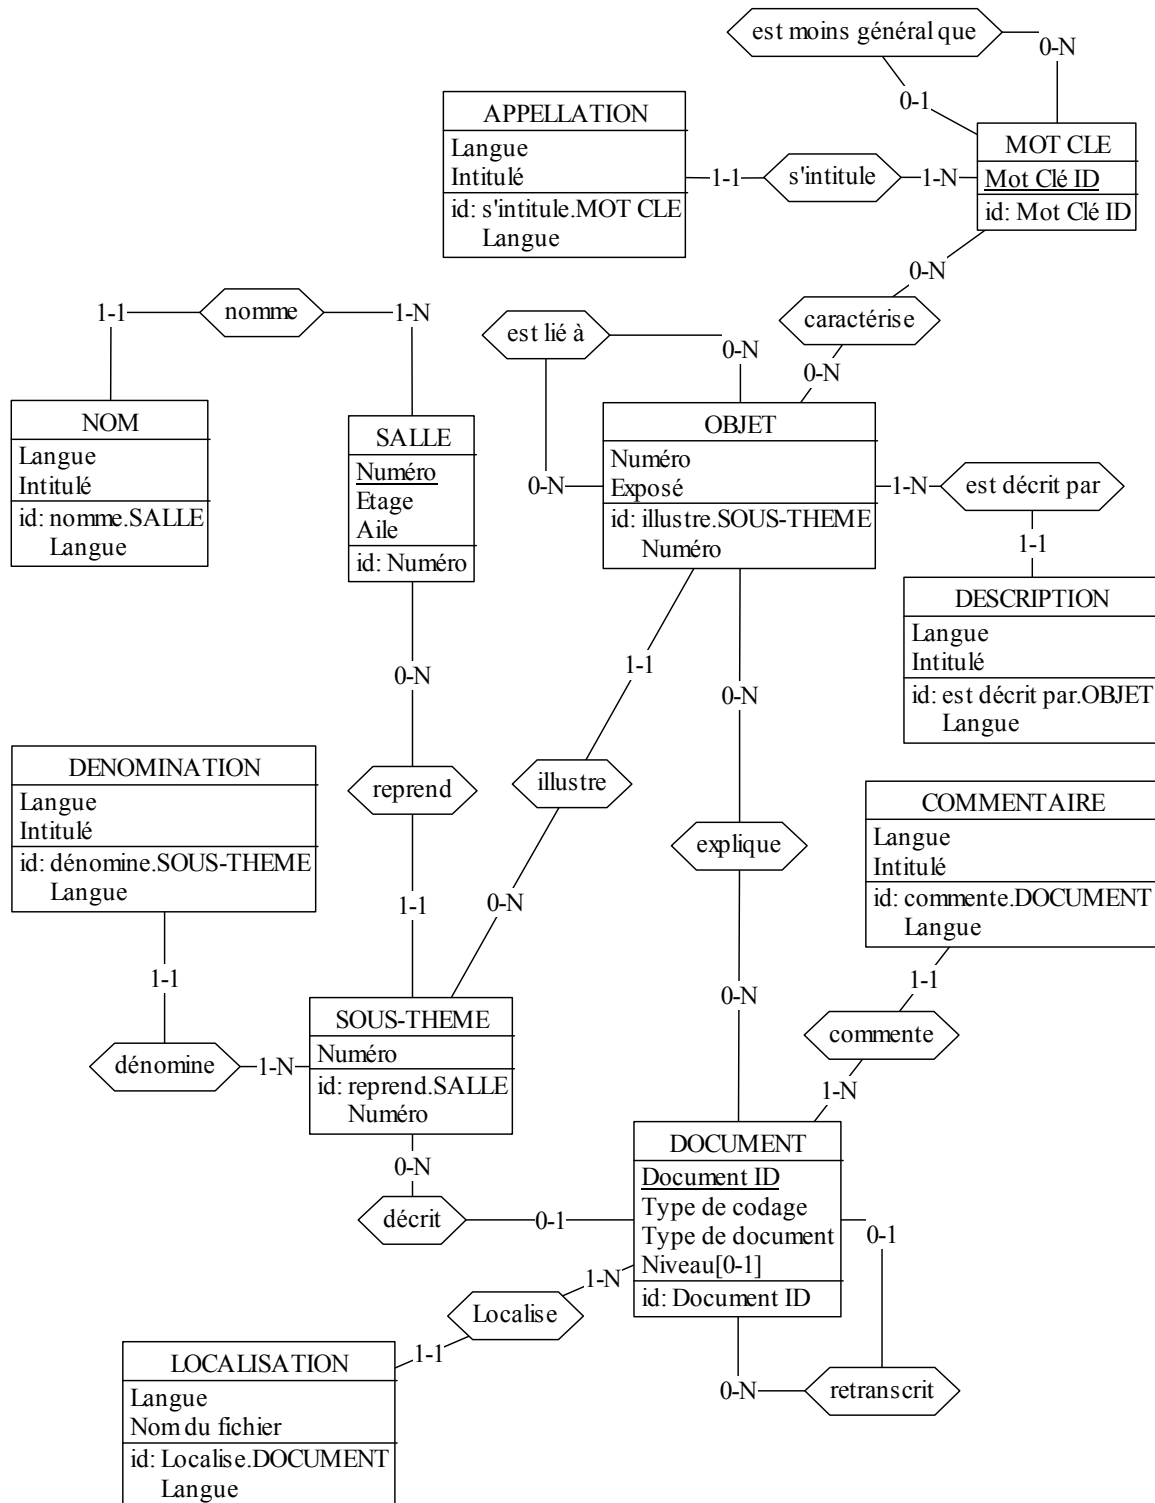 est moins général que
0-N
0-1
APPELLATION
Langue
Intitulé
id: s'intitule.MOT CLE
Langue
1-1
s'intitule
1-N
MOT CLE
Mot Clé ID
id: Mot Clé ID
0-N
caractérise
0-N
1-1
nomme
1-N
est lié à
0-N
0-N
NOM
Langue
Intitulé
id: nomme.SALLE
Langue
SALLE
Numéro
Etage
Aile
id: Numéro
OBJET
Numéro
Exposé
id: illustre.SOUS-THEME
Numéro
1-N
est décrit par
1-1
DESCRIPTION
Langue
Intitulé
id: est décrit par.OBJET
Langue
0-N
1-1
0-N
DENOMINATION
Langue
Intitulé
id: dénomine.SOUS-THEME
Langue
reprend
illustre
explique
COMMENTAIRE
Langue
Intitulé
id: commente.DOCUMENT
Langue
1-1
0-N
1-1
0-N
1-1
dénomine
1-N
SOUS-THEME
Numéro
id: reprend.SALLE
Numéro
commente
1-N
0-N
décrit
0-1
DOCUMENT
Document ID
Type de codage
Type de document
Niveau[0-1]
id: Document ID
0-1
1-N
Localise
1-1
LOCALISATION
Langue
Nom du fichier
id: Localise.DOCUMENT
Langue
0-N
retranscrit